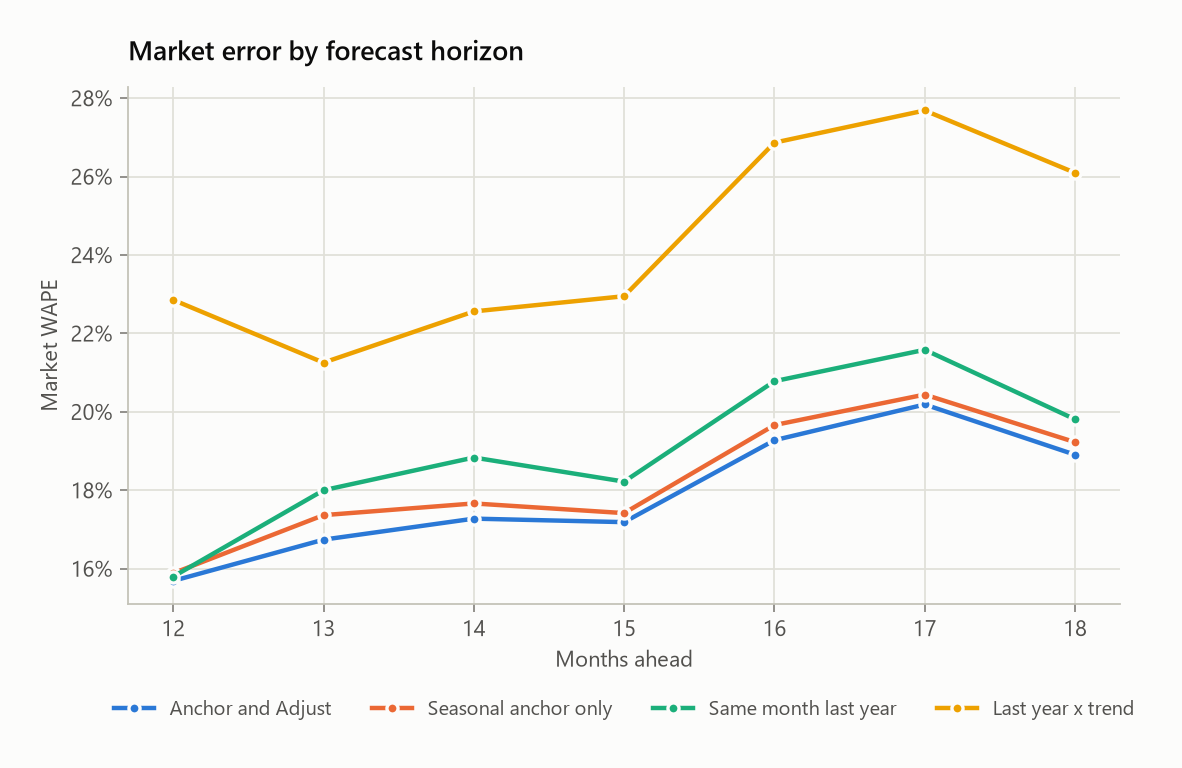 Market error by forecast horizon
28%
26%
24%
22%
20%
18%
16%
Market WAPE
12 13 14 15 16 17 18
Months ahead
Anchor and Adjust Seasonal anchor only Same month last year Last year x trend